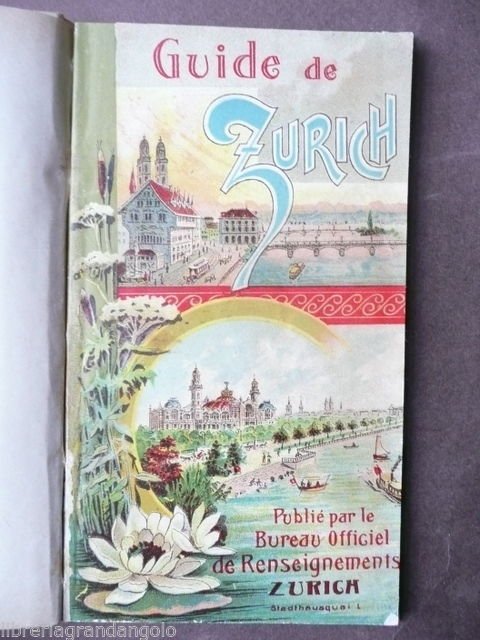 Guide de
ZURICH
Publié par le
Bureau Officiel
de Renseignements
ZURICH
Stadthausquai 1.
libreriagrandangolo